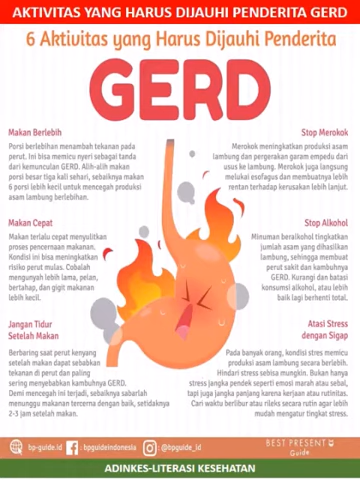 AKTIVITAS YANG HARUS DIJAUHI PENDERITA GERD
6 Aktivitas yang Harus Dijauhi Penderita
GERD
Makan Berlebih
Porsi berlebihan menambah tekanan pada
perut. Ini bisa memicu nyeri sebagai tanda
dari kemunculan GERD. Alih-alih makan
porsi besar tiga kali sehari, sebaiknya makan
6 porsi lebih kecil untuk mencegah produksi
asam lambung berlebihan.
Stop Merokok
Merokok meningkatkan produksi asam
lambung dan pergerakan garam empedu dari
usus ke lambung. Merokok juga langsung
melukai esofagus dan membuatnya lebih
rentan terhadap kerusakan lebih lanjut.
Makan Cepat
Makan terlalu cepat menyulitkan
proses pencernaan makanan.
Kondisi ini bisa meningkatkan
risiko perut mulas. Cobalah
mengunyah lebih lama, pelan,
bertahap, dan gigit makanan
lebih kecil.
Stop Alkohol
Minuman beralkohol tingkatkan
jumlah asam yang dihasilkan
lambung, sehingga membuat
perut sakit dan kambuhnya
GERD. Kurangi dan batasi
konsumsi alkohol, atau lebih
baik lagi berhenti total.
Jangan Tidur
Setelah Makan
Berbaring saat perut kenyang
setelah makan dapat sebabkan
tekanan di perut dan paling
sering menyebabkan kambuhnya GERD.
Demi mencegah ini terjadi, sebaiknya sabarlah
menunggu makanan tercerna dengan baik, setidaknya
2-3 jam setelah makan.
Atasi Stress
dengan Sigap
Pada banyak orang, kondisi stres memicu
produksi asam lambung secara berlebih.
Hindari stress sebisa mungkin. Bukan hanya
stress jangka pendek seperti emosi marah atau sebal,
tapi juga jangka panjang karena kerjaan atau rutinitas.
Cari waktu berlibur atau rileks secara rutin agar lebih
mudah mengatur tingkat stress.
bp-guide.id
: bpguideindonesia
: @bpguide_id
BEST PRESENT
Guide
ADINKES-LITERASI KESEHATAN